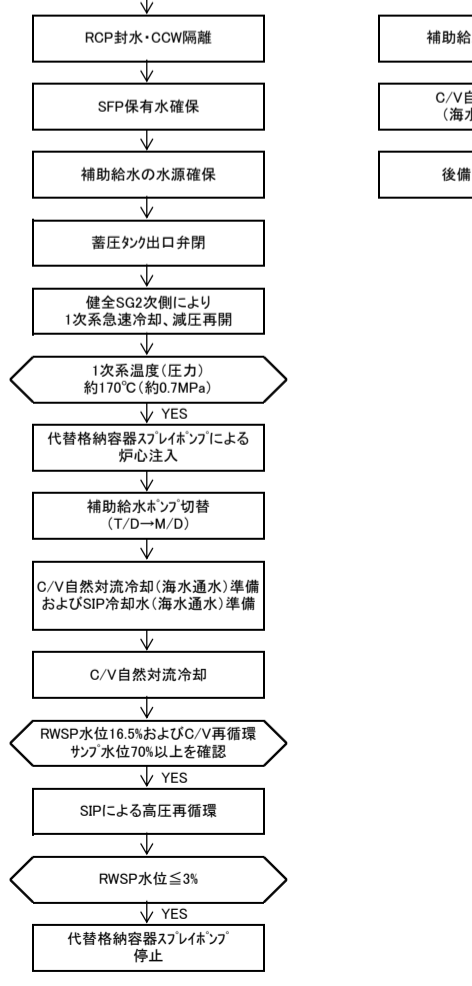 RCP封水・CCW隔離
SFP保有水確保
補助給水の水源確保
蓄圧ﾀﾝｸ出口弁閉
健全SG2次側により
1次系急速冷却、減圧再開
1次系温度(圧力)
約170℃(約0.7MPa)
YES
代替格納容器ｽﾌﾟﾚｲﾎﾟﾝﾌﾟによる
炉心注入
補助給水ﾎﾟﾝﾌﾟ切替
(T/D→M/D)
C/V自然対流冷却(海水通水)準備
およびSIP冷却水(海水通水)準備
C/V自然対流冷却
RWSP水位16.5%およびC/V再循環
ｻﾝﾌﾟ水位70%以上を確認
YES
SIPによる高圧再循環
RWSP水位≦3%
YES
代替格納容器ｽﾌﾟﾚｲﾎﾟﾝﾌﾟ
停止
補助給
C/V自
(海水
後備